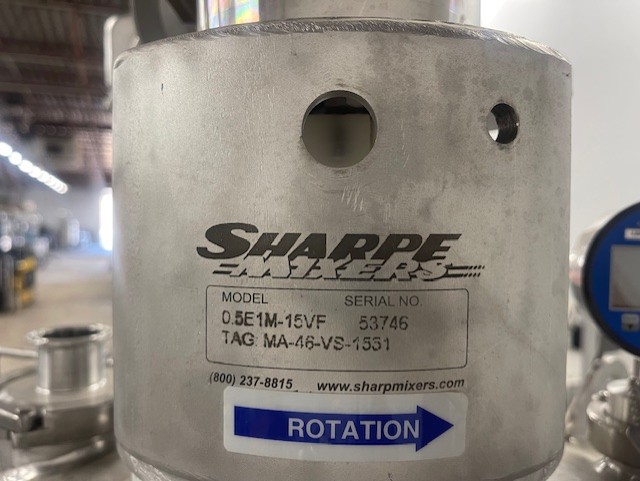 SHARPE
MIXERS
MODEL SERIAL NO.
0.5E1M-15VF 53746
TAG: MA-46-VS-1551
(800) 237-8815 www.sharpmixers.com
ROTATION